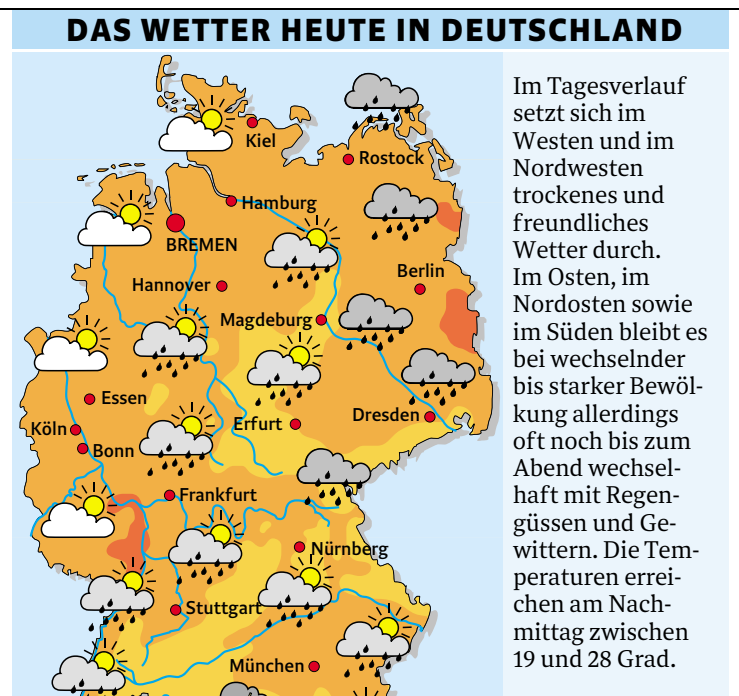 DAS WETTER HEUTE IN DEUTSCHLAND
Kiel
Rostock
Hamburg
BREMEN
Hannover
Berlin
Magdeburg
Essen
Köln
Erfurt
Dresden
Bonn
Frankfurt
Nürnberg
Stuttgart
München
Im Tagesverlauf
setzt sich im
Westen und im
Nordwesten
trockenes und
freundliches
Wetter durch.
Im Osten, im
Nordosten sowie
im Süden bleibt es
bei wechselnder
bis starker Bewöl-
kung allerdings
oft noch bis zum
Abend wechsel-
haft mit Regen-
güssen und Ge-
wittern. Die Tem-
peraturen errei-
chen am Nach-
mittag zwischen
19 und 28 Grad.